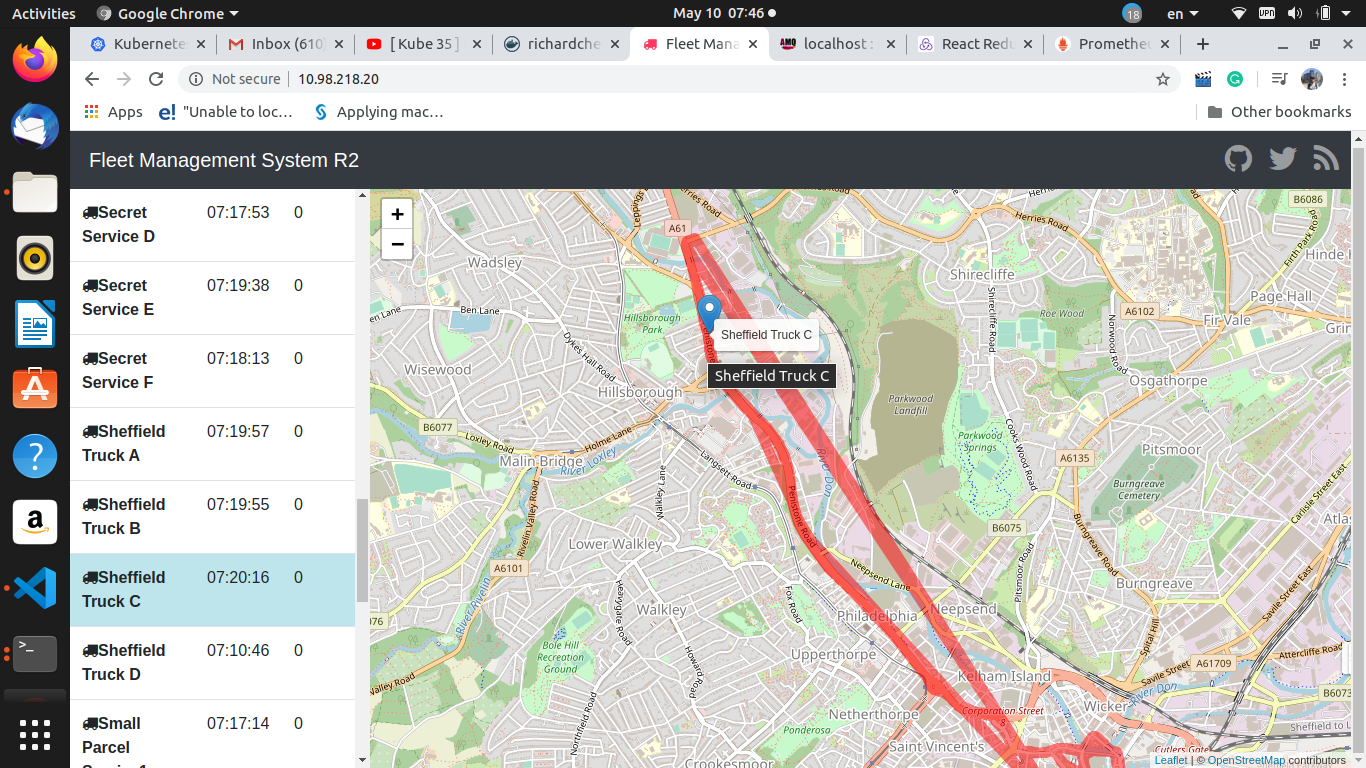 Activities
Google Chrome
May 10 07:46
18
en
VPN
Kubernete
Inbox (610)
[ Kube 35 ]
richardche
Fleet Mana
localhost :
React Redu
Prometheu
Not secure
10.98.218.20
Apps
e! "Unable to loc…
Applying mac…
Other bookmarks
Fleet Management System R2
Secret Service D 07:17:53 0
Secret Service E 07:19:38 0
Secret Service F 07:18:13 0
Sheffield Truck A 07:19:57 0
Sheffield Truck B 07:19:55 0
Sheffield Truck C 07:20:16 0
Sheffield Truck D 07:10:46 0
Small Parcel 07:17:14 0
+
−
A61
Herries Road
Herries Road
B6086
Firth Park Road
Wadsley
Shirecliffe
Hinde
Page Hall
Ben Lane
en Lane
Hillsborough Park
Sheffield Truck C
Sheffield Truck C
Shirecliffe Road
Roe Wood
A6102
Fir Vale
Norwood Road
Dykes Hall Road
Wisewood
Hillsborough
Osgathorpe
Parkwood Landfill
Parkwood Springs
Cooks Wood Road
B6077
Loxley Road
Holme Lane
Malin Bridge
River Loxley
Langsett Road
River Don
A6135
Pitsmoor
Burngreave Cemetery
Carlisle Street East
Walkley Lane
Rivelin Valley Road
Penistone Road
B6075
Burngreave Road
Atlas
Lower Walkley
Neepsend Lane
Pitsmoor Road
Burngreave
A6101
River Rivelin
Heavygate Road
Walkley
Fox Road
Philadelphia
Neepsend
Savile Street East
Spital Hill
Bole Hill Recreation Ground
Howard Road
Upperthorpe
Attercliffe Road
A61709
Savile Street
Kelham Island
River Don
B6073
Valley Road
Corporation Street
Wicker
Netherthorpe
Northfield Road
Ponderosa
Saint Vincent's
Sheffield to L
Crookesmoor
Cutlers Gate
Leaflet | © OpenStreetMap contributors